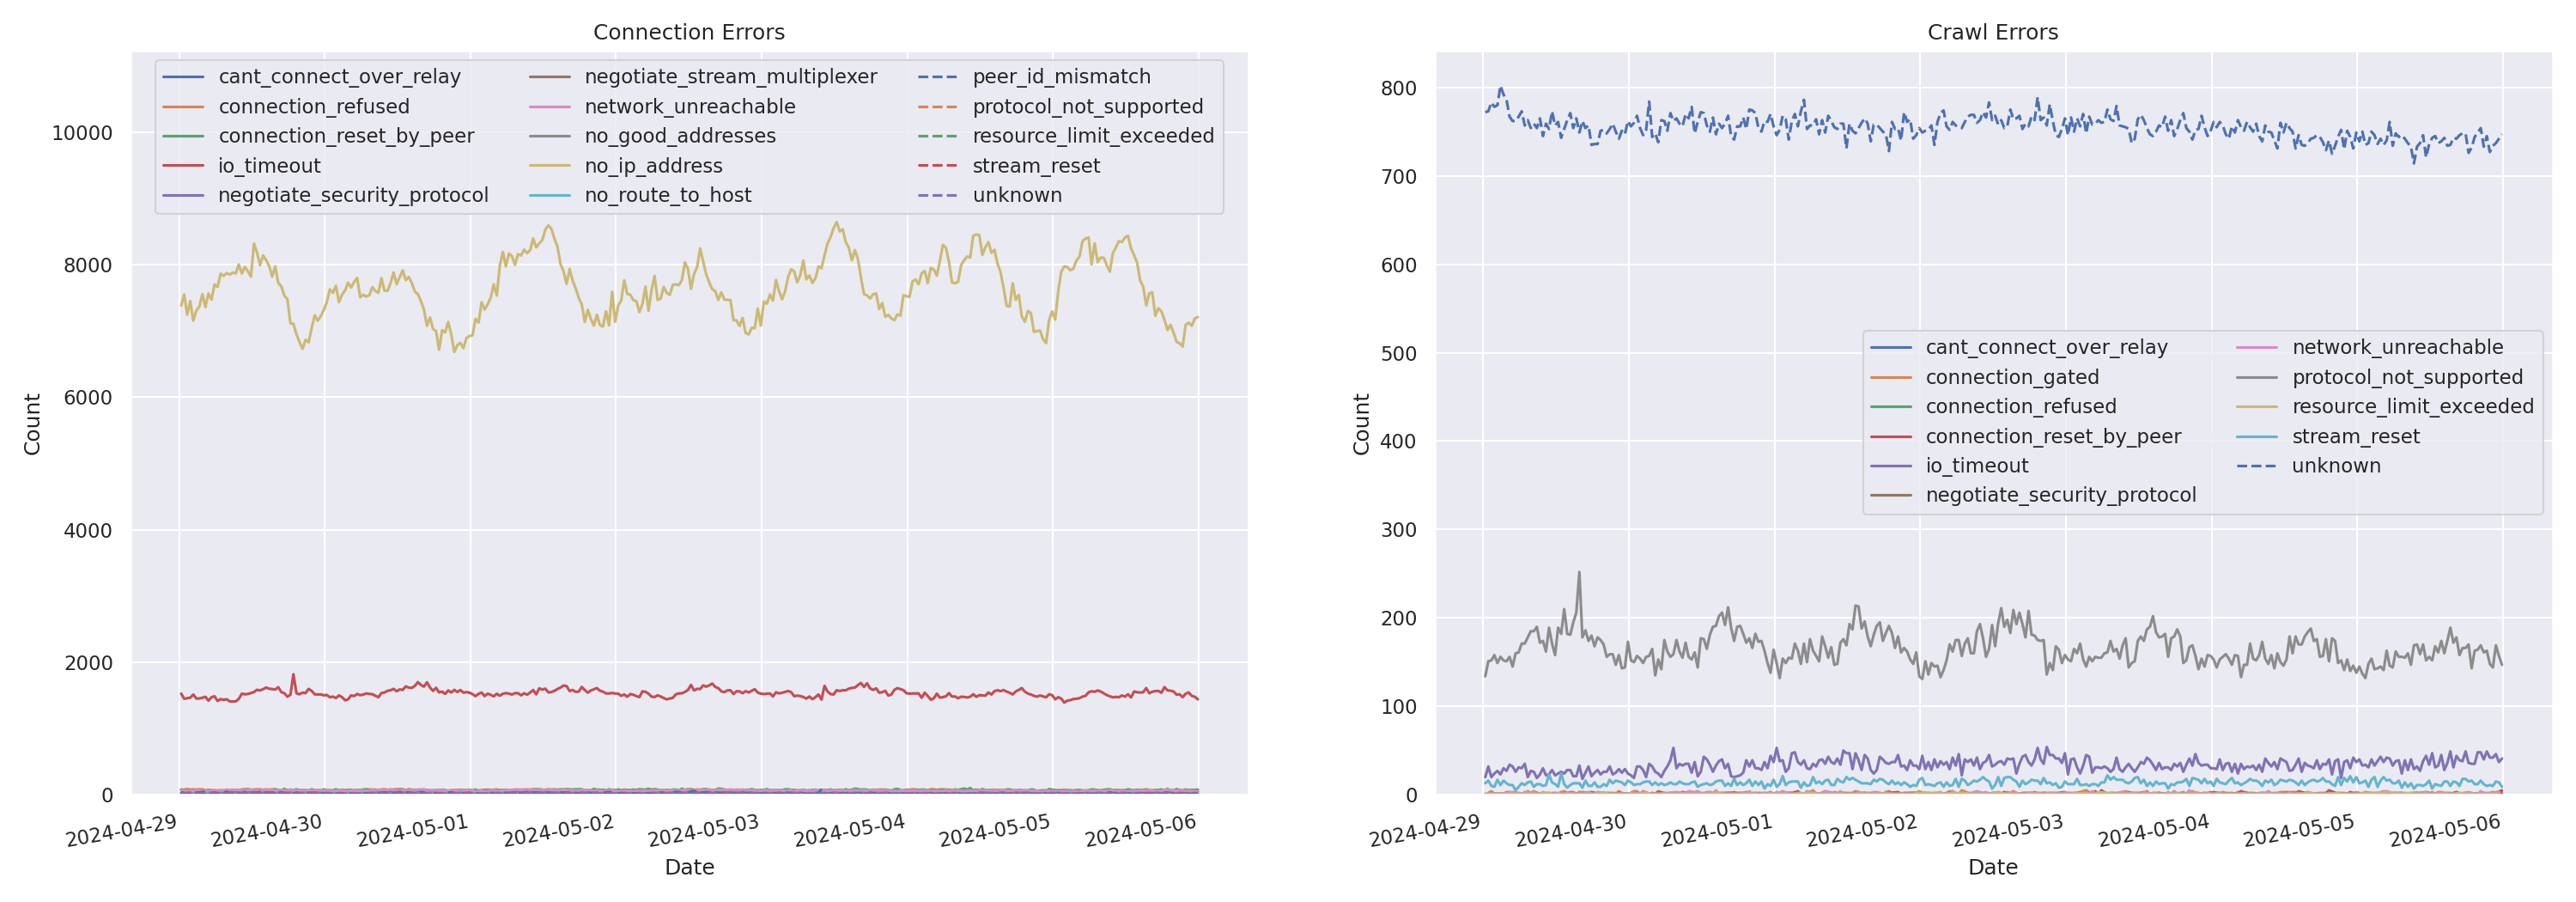 Connection Errors
cant_connect_over_relay
connection_refused
connection_reset_by_peer
io_timeout
negotiate_security_protocol
negotiate_stream_multiplexer
network_unreachable
no_good_addresses
no_ip_address
no_route_to_host
peer_id_mismatch
protocol_not_supported
resource_limit_exceeded
stream_reset
unknown
10000
8000
6000
4000
2000
0
Count
2024-04-29
2024-04-30
2024-05-01
2024-05-02
2024-05-03
2024-05-04
2024-05-05
2024-05-06
Date
Crawl Errors
800
700
600
500
400
300
200
100
0
Count
cant_connect_over_relay
connection_gated
connection_refused
connection_reset_by_peer
io_timeout
negotiate_security_protocol
network_unreachable
protocol_not_supported
resource_limit_exceeded
stream_reset
unknown
2024-04-29
2024-04-30
2024-05-01
2024-05-02
2024-05-03
2024-05-04
2024-05-05
2024-05-06
Date